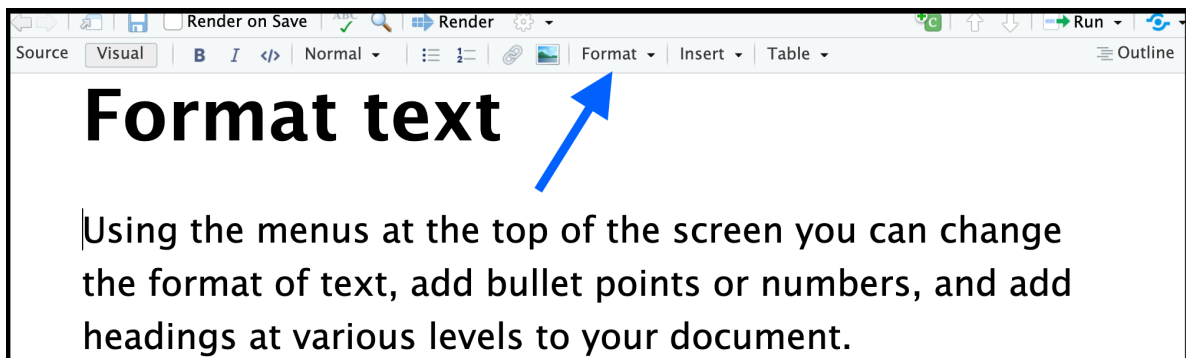 Render on Save ABC Render Run
Source Visual B I </> Normal Format Insert Table Outline
Format text
Using the menus at the top of the screen you can change
the format of text, add bullet points or numbers, and add
headings at various levels to your document.